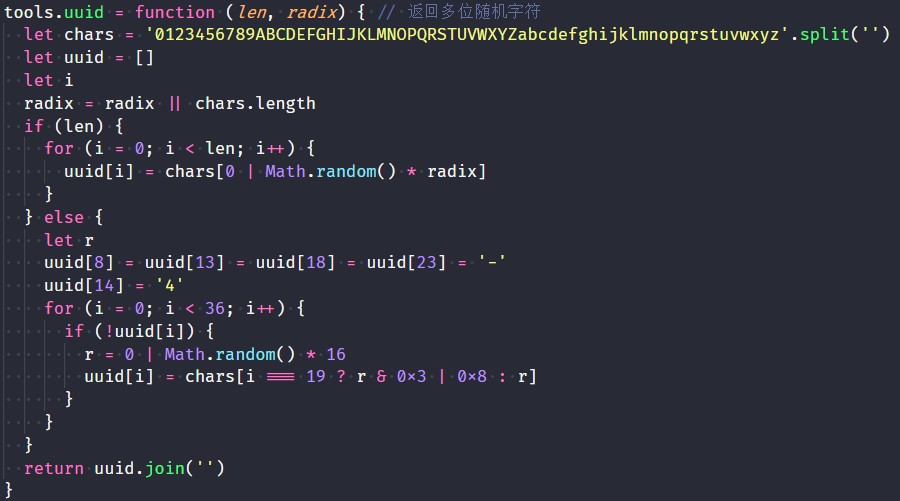 tools.uuid = function (len, radix) { // 返回多位随机字符
  let chars = '0123456789ABCDEFGHIJKLMNOPQRSTUVWXYZabcdefghijklmnopqrstuvwxyz'.split('')
  let uuid = []
  let i
  radix = radix || chars.length
  if (len) {
    for (i = 0; i < len; i++) {
      uuid[i] = chars[0 | Math.random() * radix]
    }
  } else {
    let r
    uuid[8] = uuid[13] = uuid[18] = uuid[23] = '-'
    uuid[14] = '4'
    for (i = 0; i < 36; i++) {
      if (!uuid[i]) {
        r = 0 | Math.random() * 16
        uuid[i] = chars[i === 19 ? r & 0x3 | 0x8 : r]
      }
    }
  }
  return uuid.join('')
}